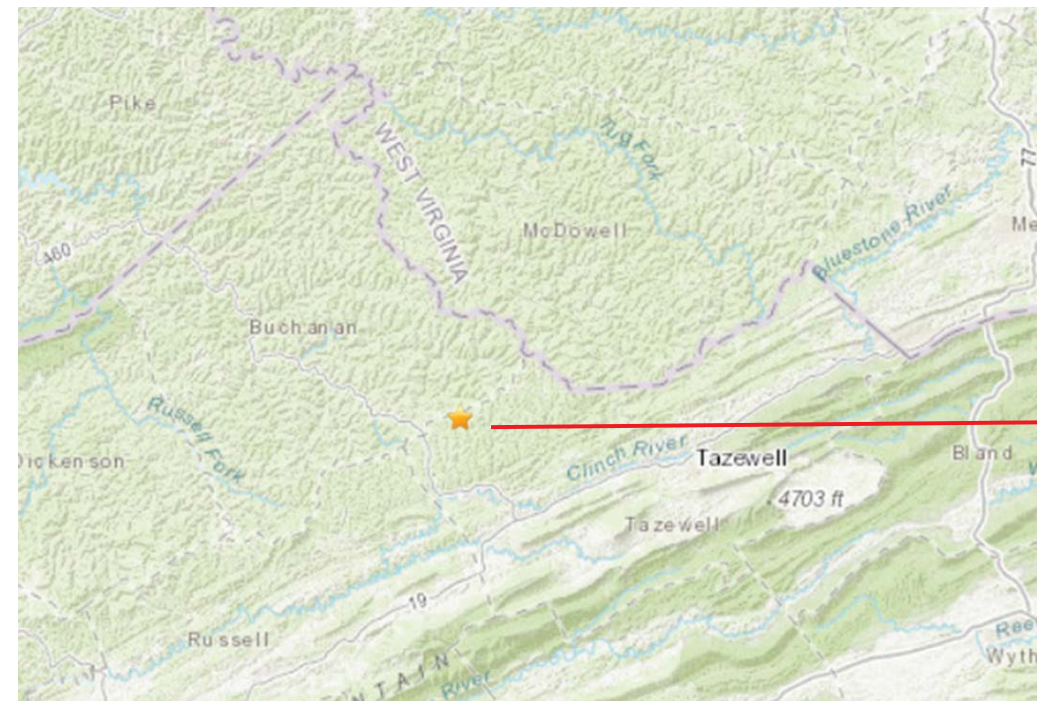 Pike
WEST VIRGINIA
Tug Fork
77
McDowell
Bluestone River
Me
460
Buchanan
Russell Fork
Dickenson
Clinch River
Tazewell
Bland
4703 ft
Tazewell
19
Russell
Ree
Wyth
NTAIN
River